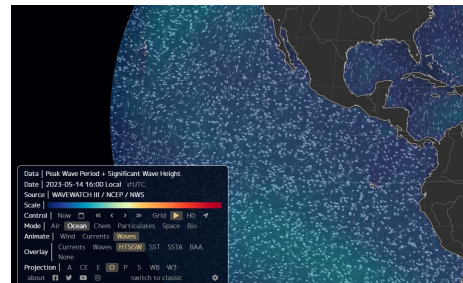 Data | Peak Wave Period + Significant Wave Height
Date | 2023-05-14 16:00 Local ⇄UTC
Source | WAVEWATCH III / NCEP / NWS
Scale |
Control | Now « ‹ › » Grid ▶ HD
Mode | Air Ocean Chem Particulates Space Bio
Animate | Wind Currents Waves
Overlay | Currents Waves HTSGW SST SSTA BAA
None
Projection | A CE E O P S WB W3
about switch to classic